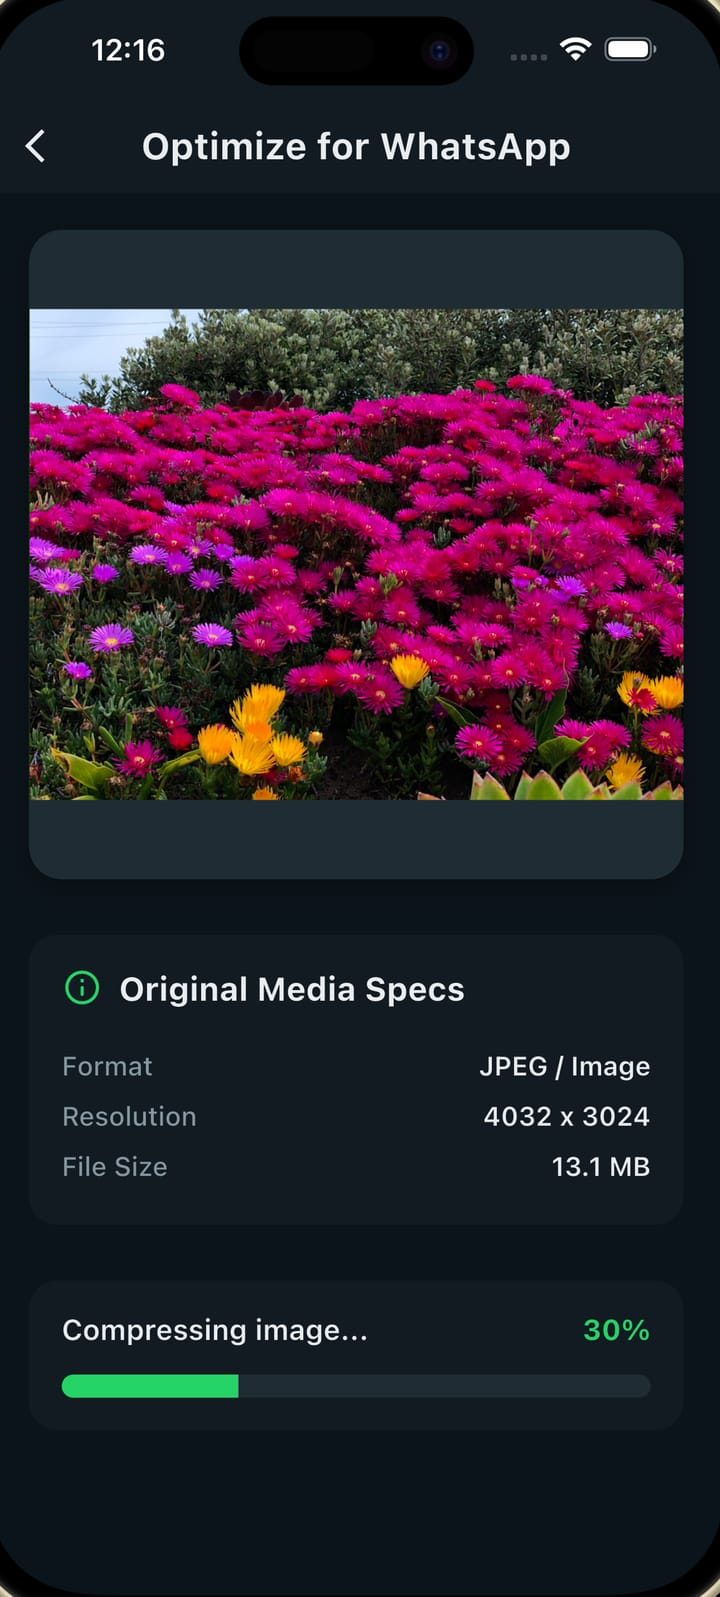 12:16
Optimize for WhatsApp
Original Media Specs
Format JPEG / Image
Resolution 4032 x 3024
File Size 13.1 MB
Compressing image... 30%